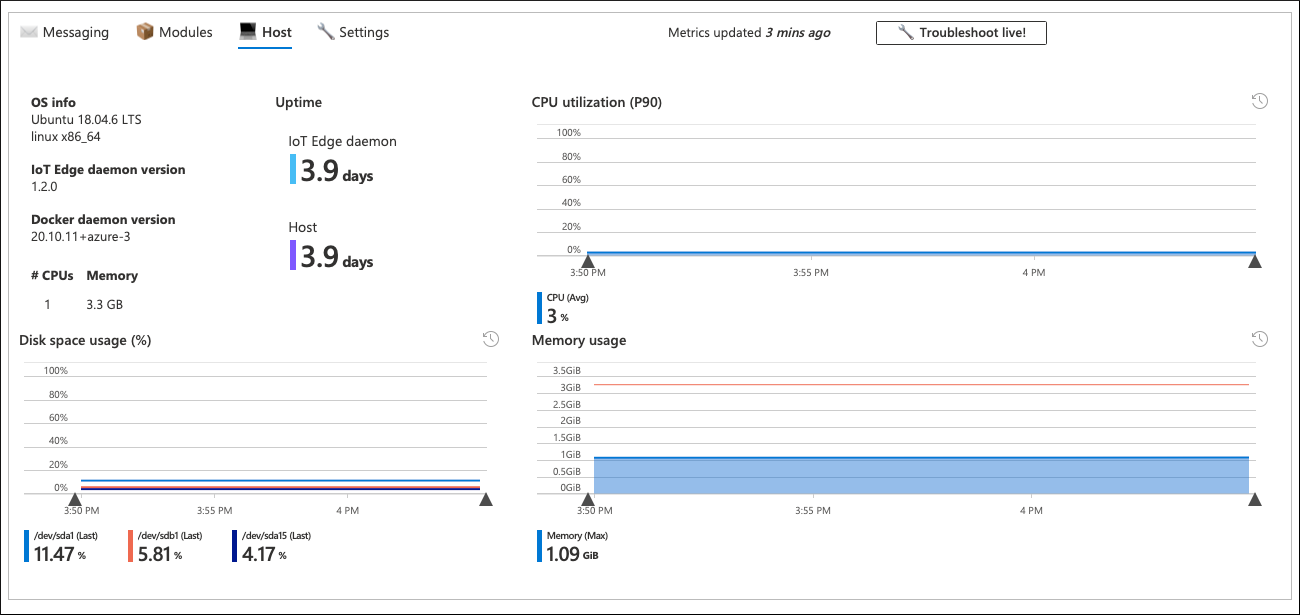 Messaging
Modules
Host
Settings
Metrics updated 3 mins ago
Troubleshoot live!
OS info
Ubuntu 18.04.6 LTS
linux x86_64
IoT Edge daemon version
1.2.0
Docker daemon version
20.10.11+azure-3
# CPUs Memory
1 3.3 GB
Uptime
IoT Edge daemon
3.9 days
Host
3.9 days
CPU utilization (P90)
100%
80%
60%
40%
20%
0%
3:50 PM 3:55 PM 4 PM
CPU (Avg)
3 %
Disk space usage (%)
100%
80%
60%
40%
20%
0%
3:50 PM 3:55 PM 4 PM
/dev/sda1 (Last) /dev/sdb1 (Last) /dev/sda15 (Last)
11.47 % 5.81 % 4.17 %
Memory usage
3.5GiB
3GiB
2.5GiB
2GiB
1.5GiB
1GiB
0.5GiB
0GiB
3:50 PM 3:55 PM 4 PM
Memory (Max)
1.09 GiB